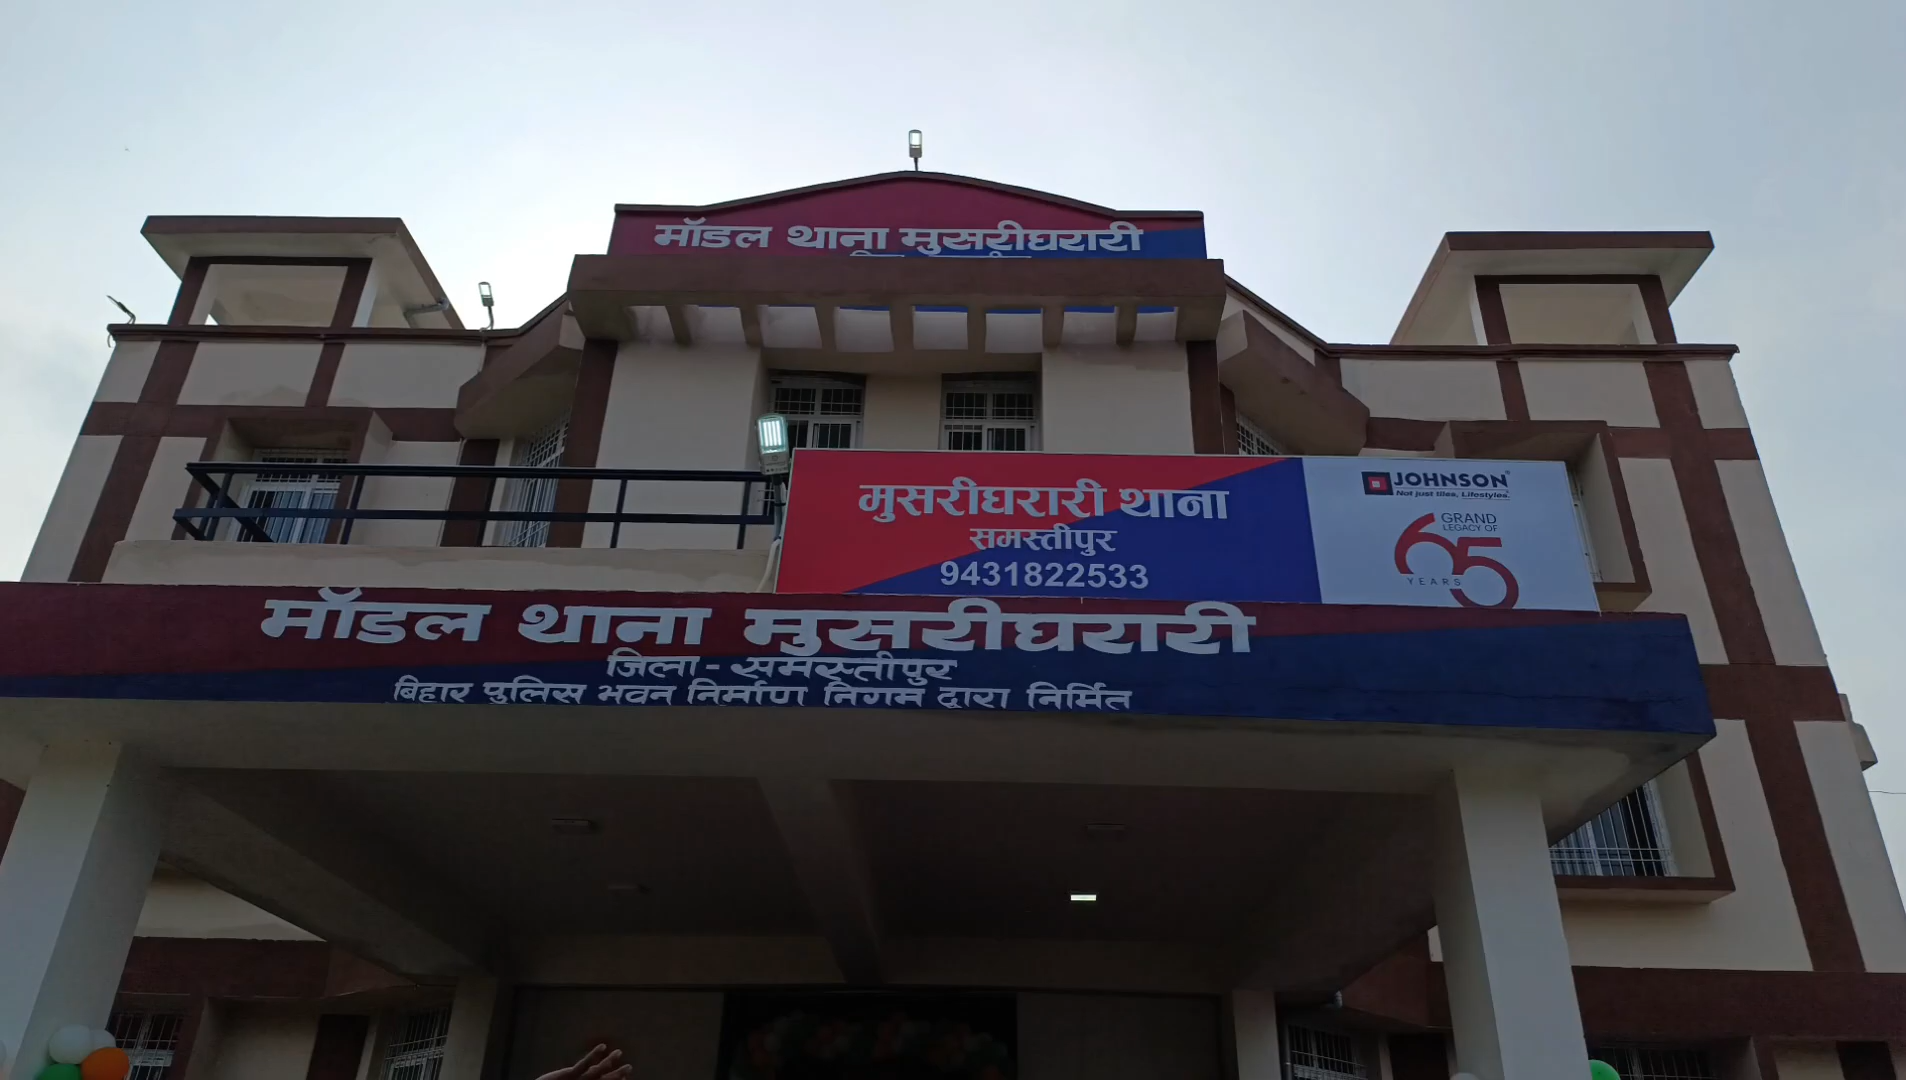 मॉडल थाना मुसरीघरारी
मुसरीघरारी थाना
समस्तीपुर
9431822533
JOHNSON®
Not just tiles, Lifestyles.
GRAND
LEGACY OF
65
YEARS
मॉडल थाना मुसरीघरारी
जिला - समस्तीपुर
बिहार पुलिस भवन निर्माण निगम द्वारा निर्मित